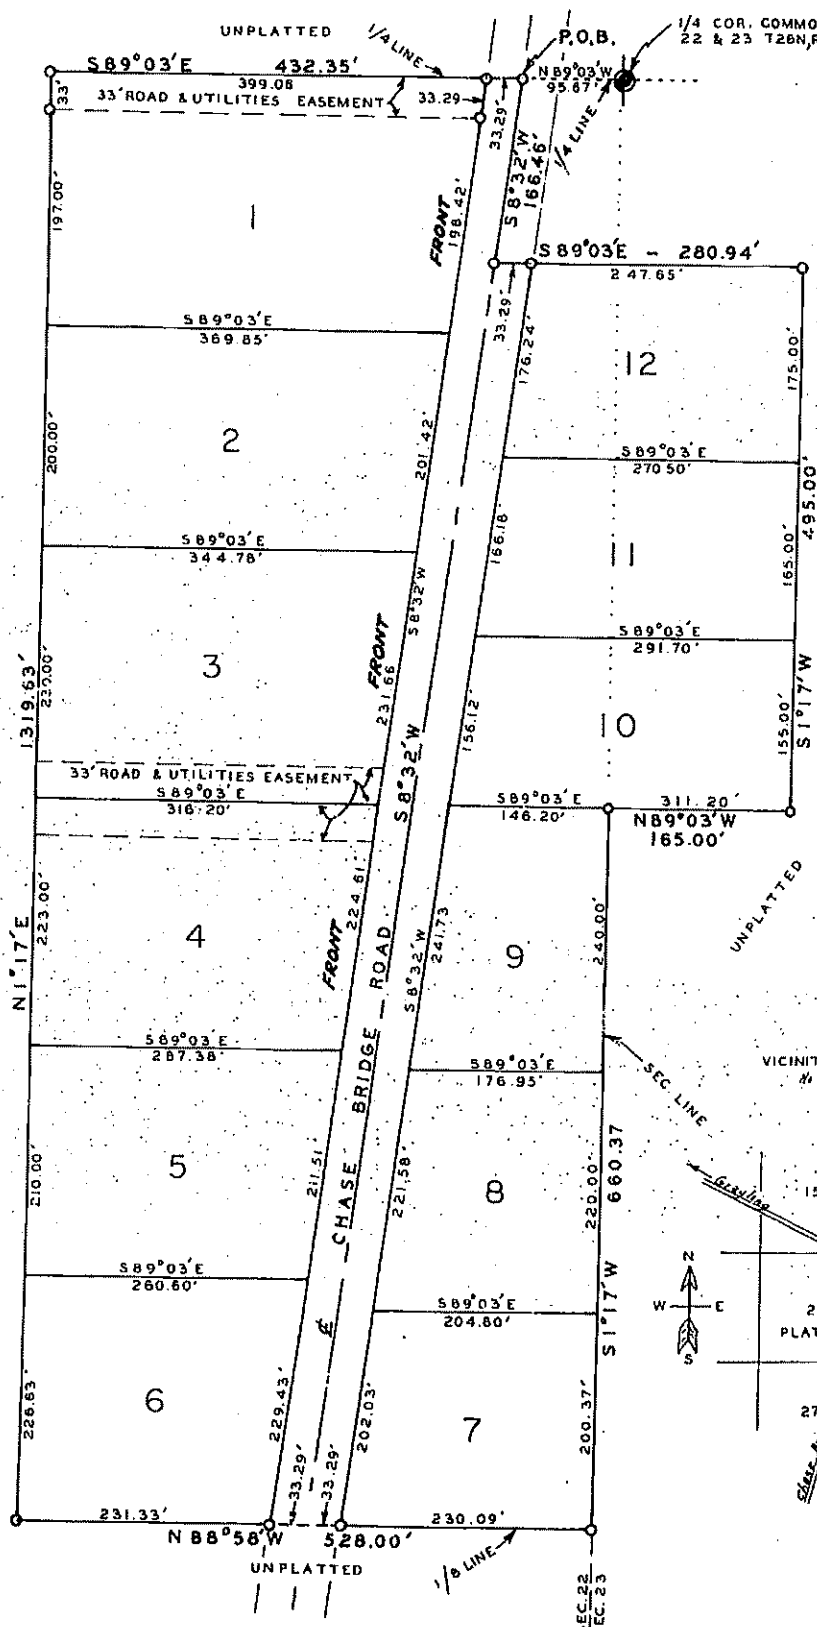 UNPLATTED
1/4 LINE
P.O.B.
1/4 COR. COMMO
22 & 23 T28N,R
S89°03'E 432.35'
399.08
N89°03'W
95.67'
1/4 LINE
33'
33' ROAD & UTILITIES EASEMENT
33.29
33.29'
S8°32'W
166.46'
197.00'
1
FRONT
198.42'
S89°03'E - 280.94'
247.65'
33.29'
176.24'
12
175.00'
S89°03'E
369.85'
2
200.00'
201.42'
S89°03'E
270.50'
495.00'
166.18'
11
165.00'
S89°03'E
344.78'
S8°32'W
S89°03'E
291.70'
S1°17'W
3
FRONT
231.66
1319.63'
S8°32'W
156.12'
10
155.00'
33' ROAD & UTILITIES EASEMENT
S89°03'E
316.20'
S89°03'E
146.20'
311.20'
N89°03'W
165.00'
UNPLATTED
N1°17'E
223.00'
4
224.61'
FRONT
S8°32'W
241.73
9
240.00'
S89°03'E
287.38'
S89°03'E
176.95'
SEC. LINE
VICINIT
CHASE BRIDGE ROAD
5
210.00'
211.51'
221.58'
8
220.00'
660.37
S1°17'W
Grayling
15
S89°03'E
260.60'
S89°03'E
204.80'
N
W E
S
2
PLAT
6
226.63'
229.43'
℄
202.03'
7
200.37'
27
33.29'
33.29'
231.33'
230.09'
N88°58'W 528.00'
UNPLATTED
1/8 LINE
EC. 22
EC. 23